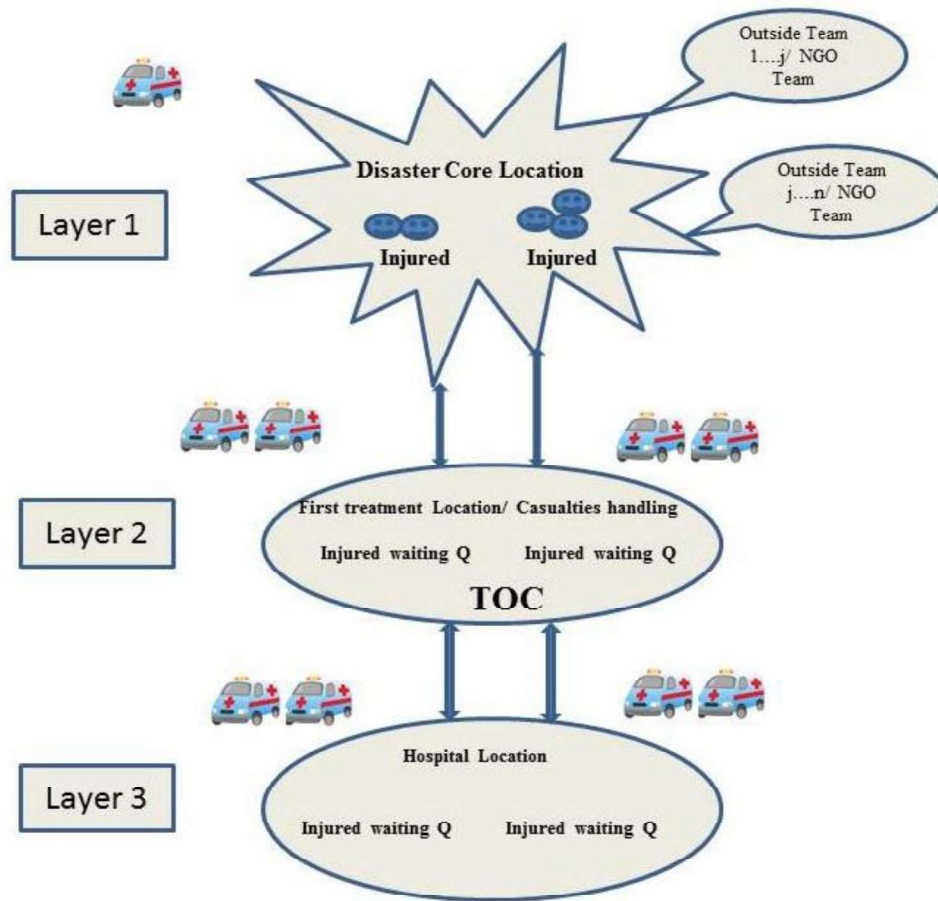 Outside Team
1....j/ NGO
Team
Disaster Core Location
Outside Team
j....n/ NGO
Team
Layer 1
Injured
Injured
First treatment Location/ Casualties handling
Layer 2
Injured waiting Q
Injured waiting Q
TOC
Hospital Location
Layer 3
Injured waiting Q
Injured waiting Q